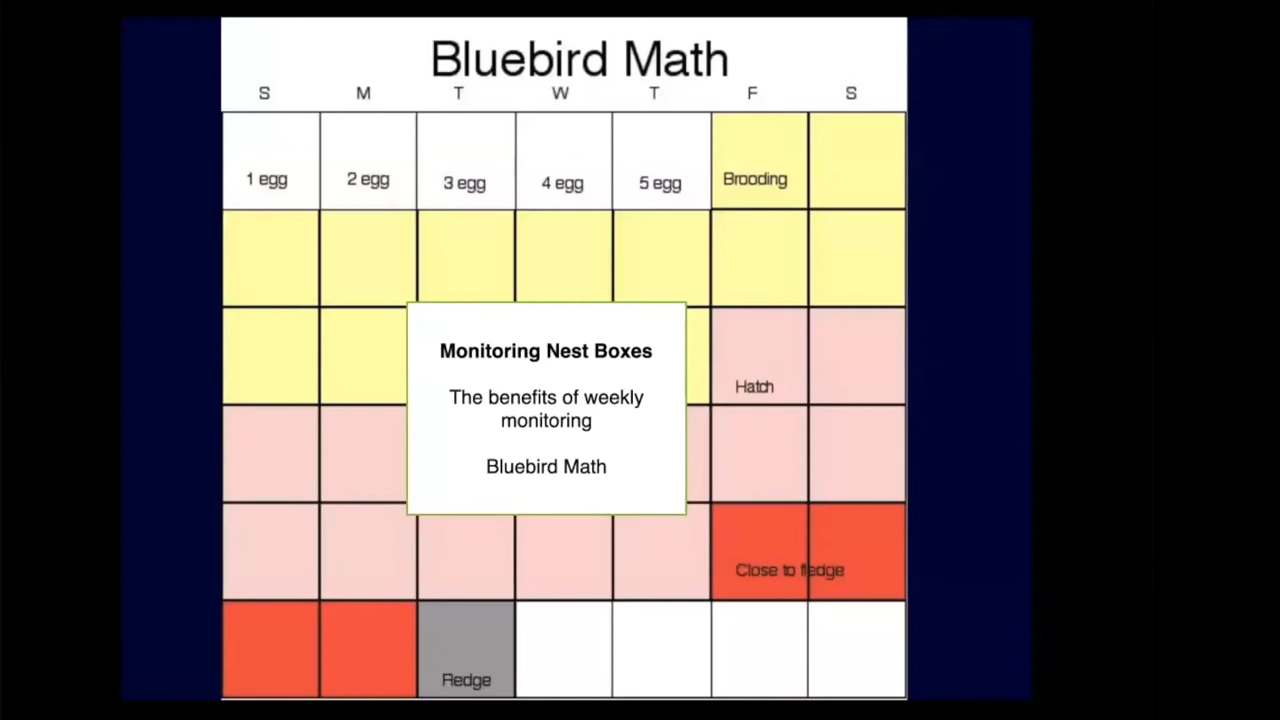 Bluebird Math
S M T W T F S
1 egg 2 egg 3 egg 4 egg 5 egg Brooding
Monitoring Nest Boxes
The benefits of weekly
monitoring
Bluebird Math
Hatch
Close to fledge
Fledge